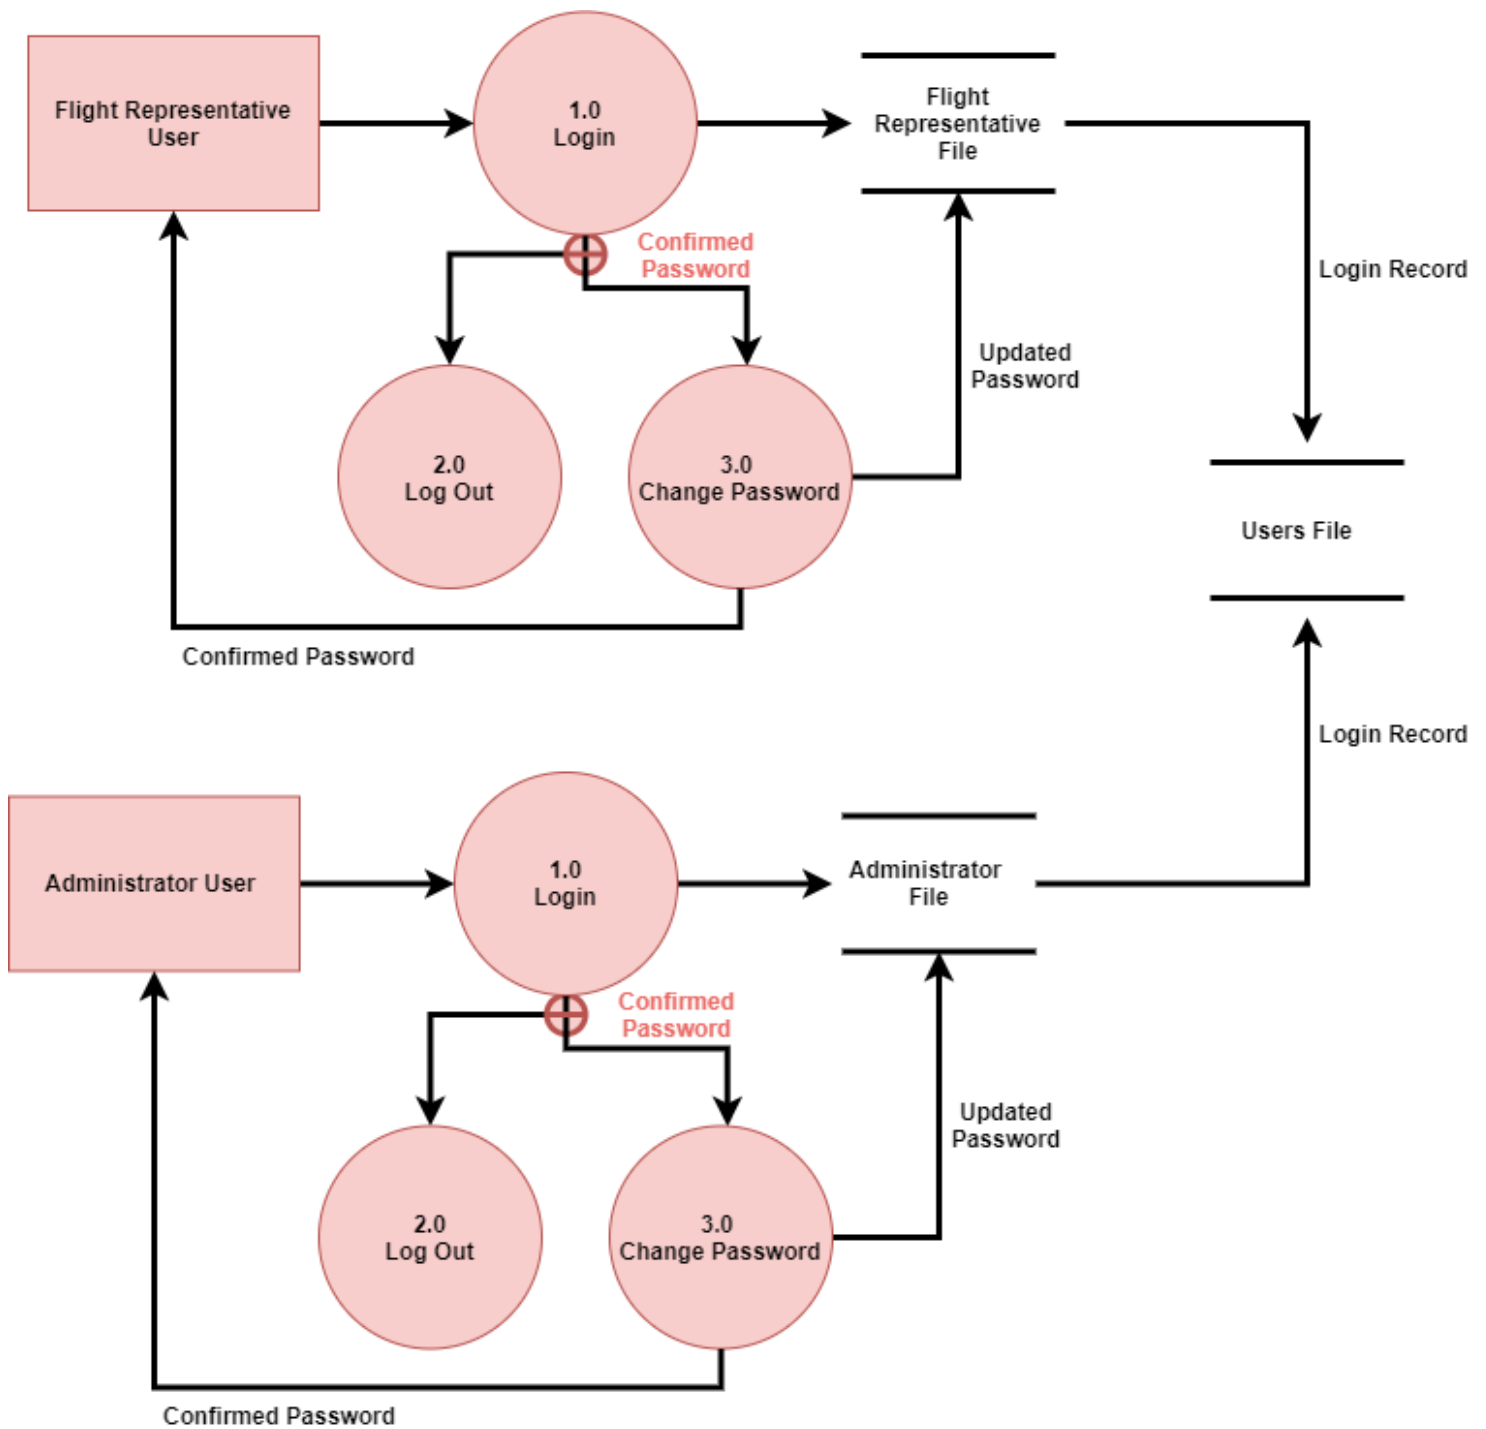 Flight Representative
User
1.0
Login
Flight
Representative
File
Confirmed
Password
Login Record
Updated
Password
2.0
Log Out
3.0
Change Password
Users File
Confirmed Password
Login Record
Administrator User
1.0
Login
Administrator
File
Confirmed
Password
Updated
Password
2.0
Log Out
3.0
Change Password
Confirmed Password